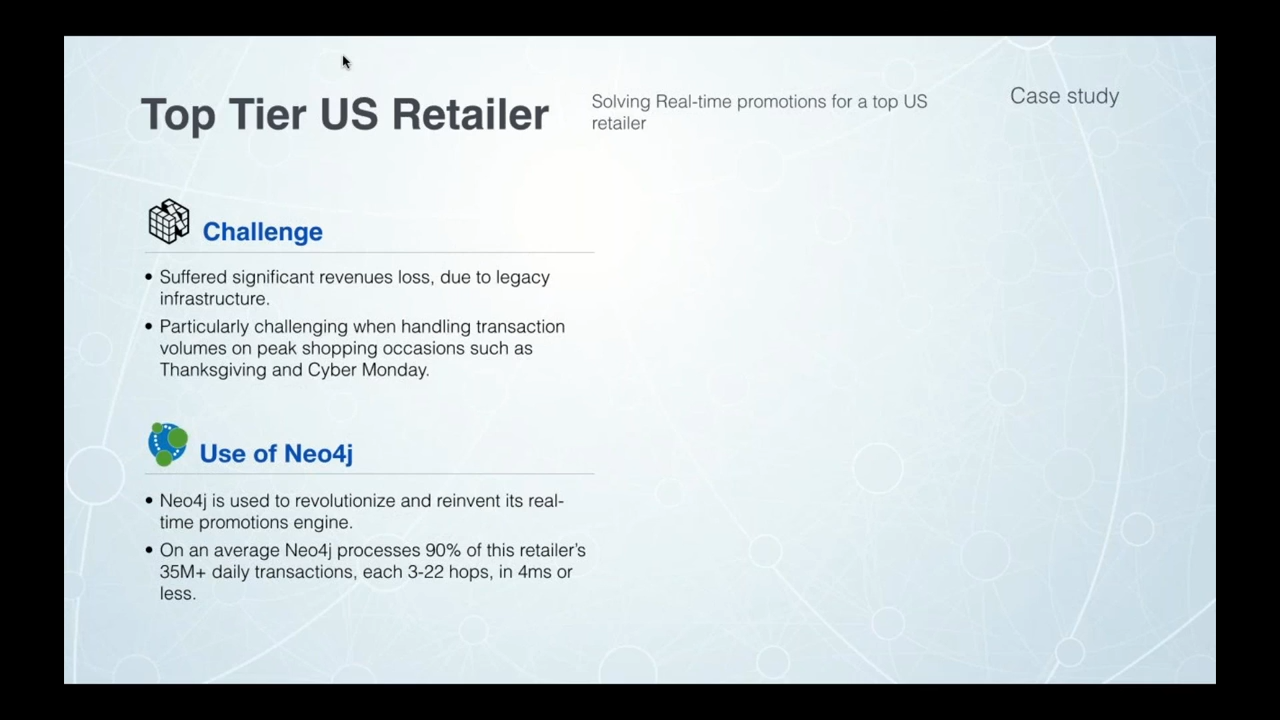 Top Tier US Retailer
Solving Real-time promotions for a top US
retailer
Case study
Challenge
• Suffered significant revenues loss, due to legacy
infrastructure.
• Particularly challenging when handling transaction
volumes on peak shopping occasions such as
Thanksgiving and Cyber Monday.
Use of Neo4j
• Neo4j is used to revolutionize and reinvent its real-
time promotions engine.
• On an average Neo4j processes 90% of this retailer’s
35M+ daily transactions, each 3-22 hops, in 4ms or
less.